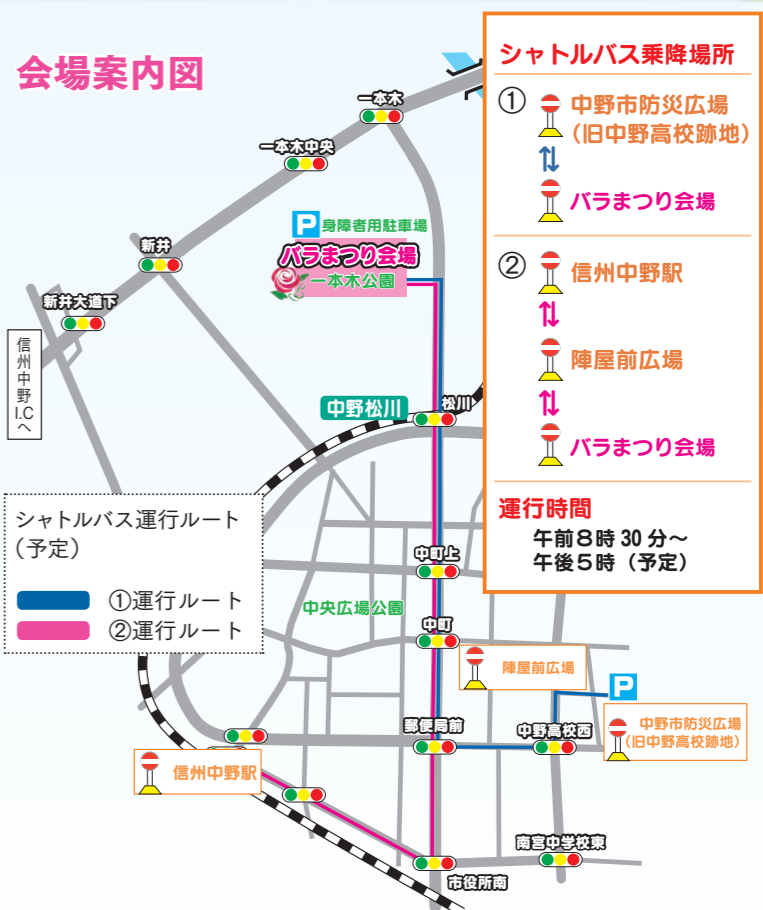 会場案内図
シャトルバス乗降場所
①
中野市防災広場
(旧中野高校跡地)
バラまつり会場
②
信州中野駅
陣屋前広場
バラまつり会場
運行時間
午前8時30分～
午後5時（予定）
一本木
一本木中央
P 身障者用駐車場
バラまつり会場
一本木公園
新井
新井大道下
信州中野I.Cへ
中野松川
松川
シャトルバス運行ルート
（予定）
①運行ルート
②運行ルート
中町上
中央広場公園
中町
陣屋前広場
P
郵便局前
中野高校西
中野市防災広場
(旧中野高校跡地)
信州中野駅
南宮中学校東
市役所南